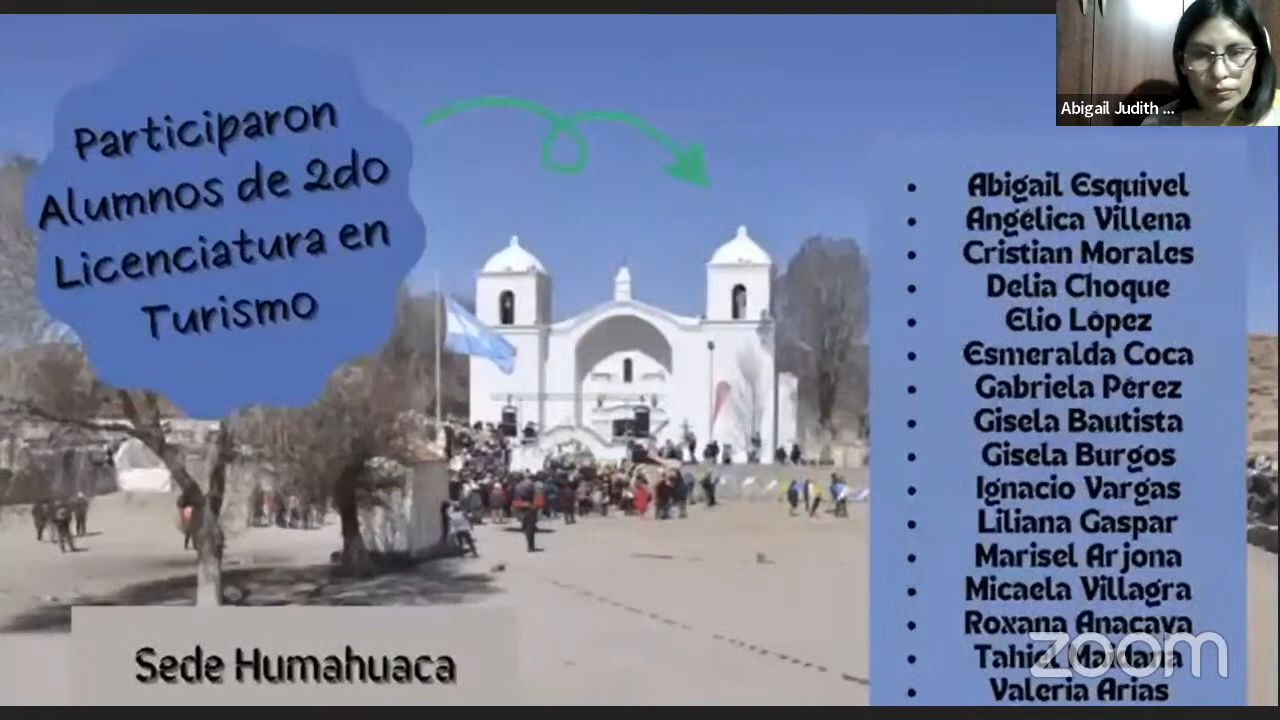 Participaron
Alumnos de 2do
Licenciatura en
Turismo
Sede Humahuaca
Abigail Judith ...
• Abigail Esquivel
• Angélica Villena
• Cristian Morales
• Delia Choque
• Elio López
• Esmeralda Coca
• Gabriela Pérez
• Gisela Bautista
• Gisela Burgos
• Ignacio Vargas
• Liliana Gaspar
• Marisel Arjona
• Micaela Villagra
• Roxana Anacaya
• Tahiel Maidana
• Valeria Arias
zoom